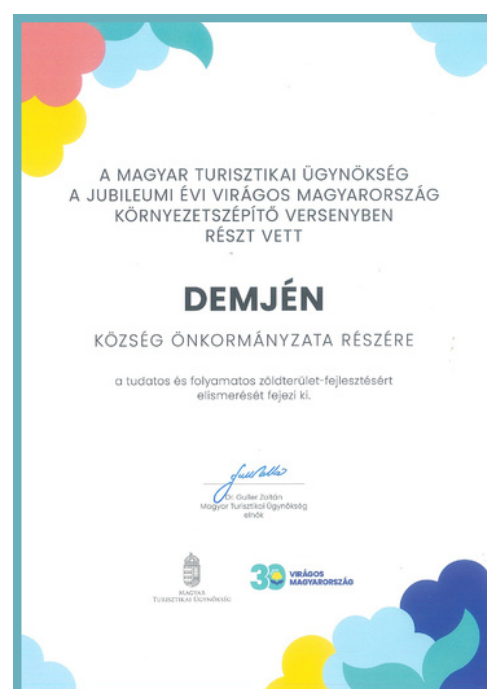 A MAGYAR TURISZTIKAI ÜGYNÖKSÉG
A JUBILEUMI ÉVI VIRÁGOS MAGYARORSZÁG
KÖRNYEZETSZÉPÍTŐ VERSENYBEN
RÉSZT VETT
DEMJÉN
KÖZSÉG ÖNKORMÁNYZATA RÉSZÉRE
a tudatos és folyamatos zöldterület-fejlesztésért
elismerését fejezi ki.
Dr. Guller Zoltán
Magyar Turisztikai Ügynökség
elnök
MAGYAR
TURISZTIKAI ÜGYNÖKSÉG
30 VIRÁGOS
MAGYARORSZÁG